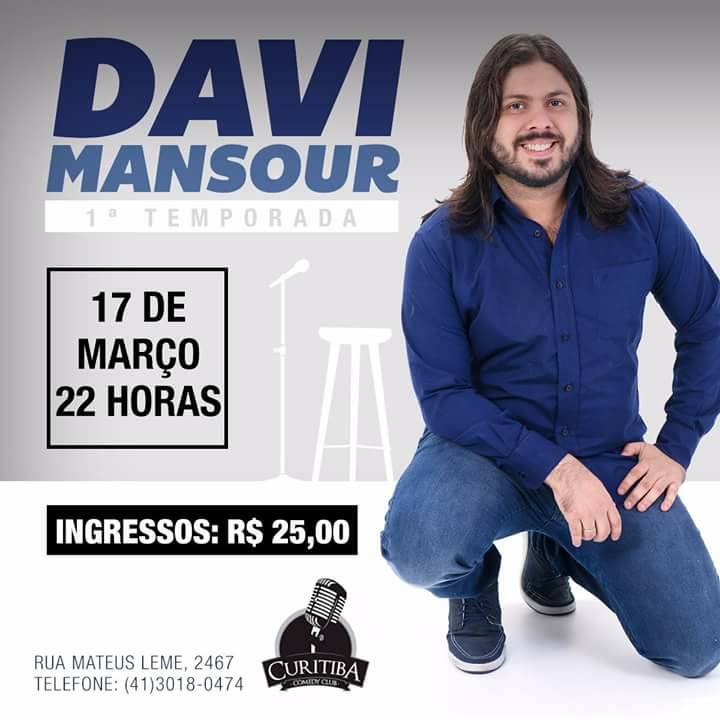 DAVI
MANSOUR
1ª TEMPORADA
17 DE
MARÇO
22 HORAS
INGRESSOS: R$ 25,00
RUA MATEUS LEME, 2467
TELEFONE: (41)3018-0474
CURITIBA
COMEDY CLUB